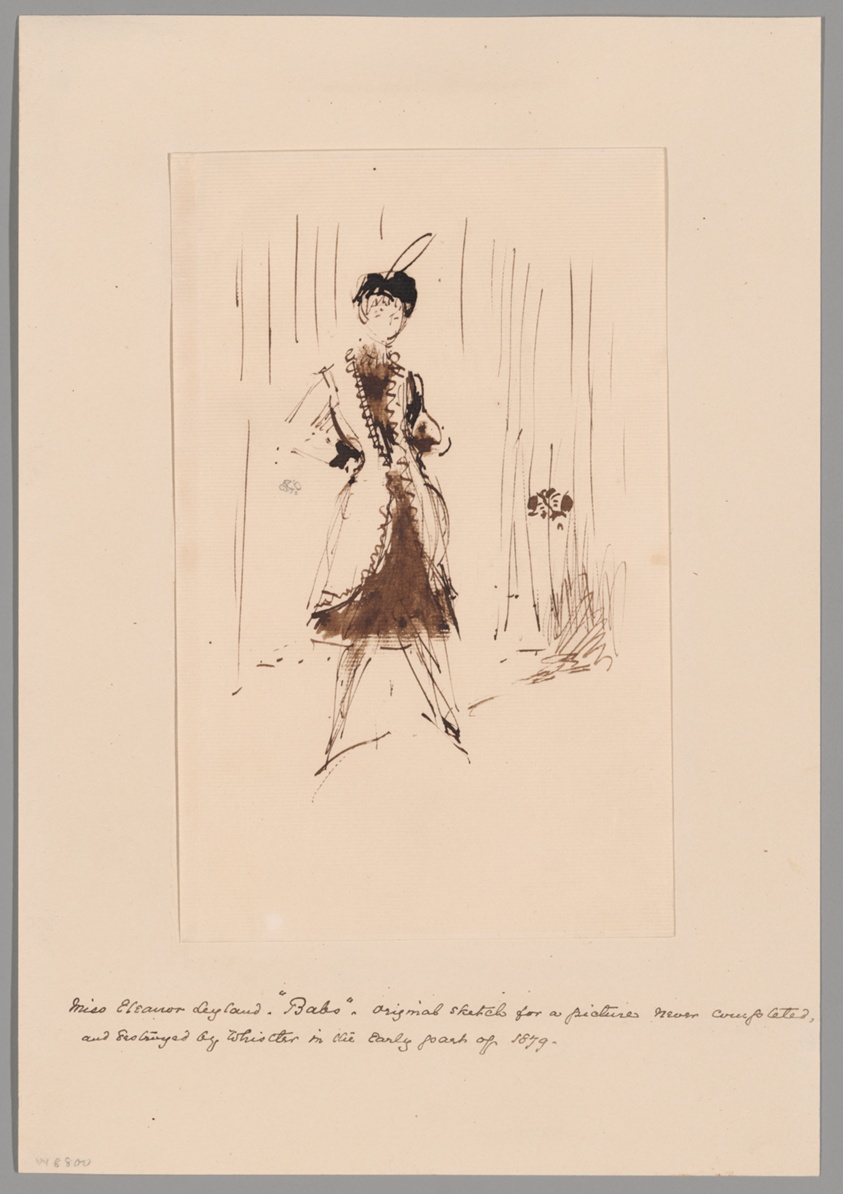 Miss Eleanor Leyland. "Babs". original sketch for a picture never completed,
and destroyed by Whistler in the early part of 1879.
W 8800